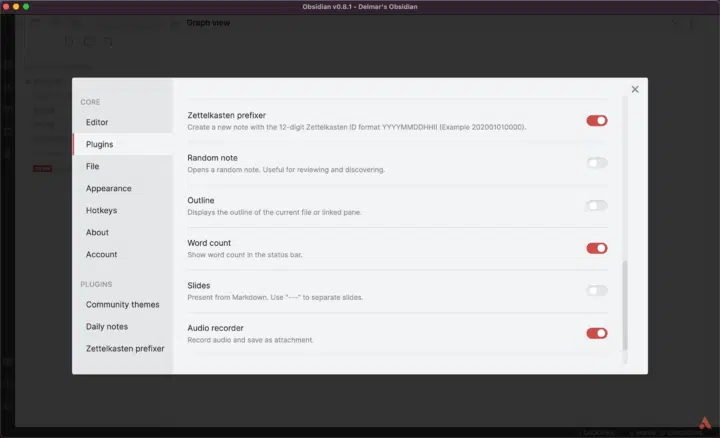 Obsidian v0.8.1 - Delmar's Obsidian
Graph view
CORE
Editor
Plugins
File
Appearance
Hotkeys
About
Account
PLUGINS
Community themes
Daily notes
Zettelkasten prefixer
Zettelkasten prefixer
Create a new note with the 12-digit Zettelkasten ID format YYYYMMDDHHII (Example 202001010000).
Random note
Opens a random note. Useful for reviewing and discovering.
Outline
Displays the outline of the current file or linked pane.
Word count
Show word count in the status bar.
Slides
Present from Markdown. Use "---" to separate slides.
Audio recorder
Record audio and save as attachment.